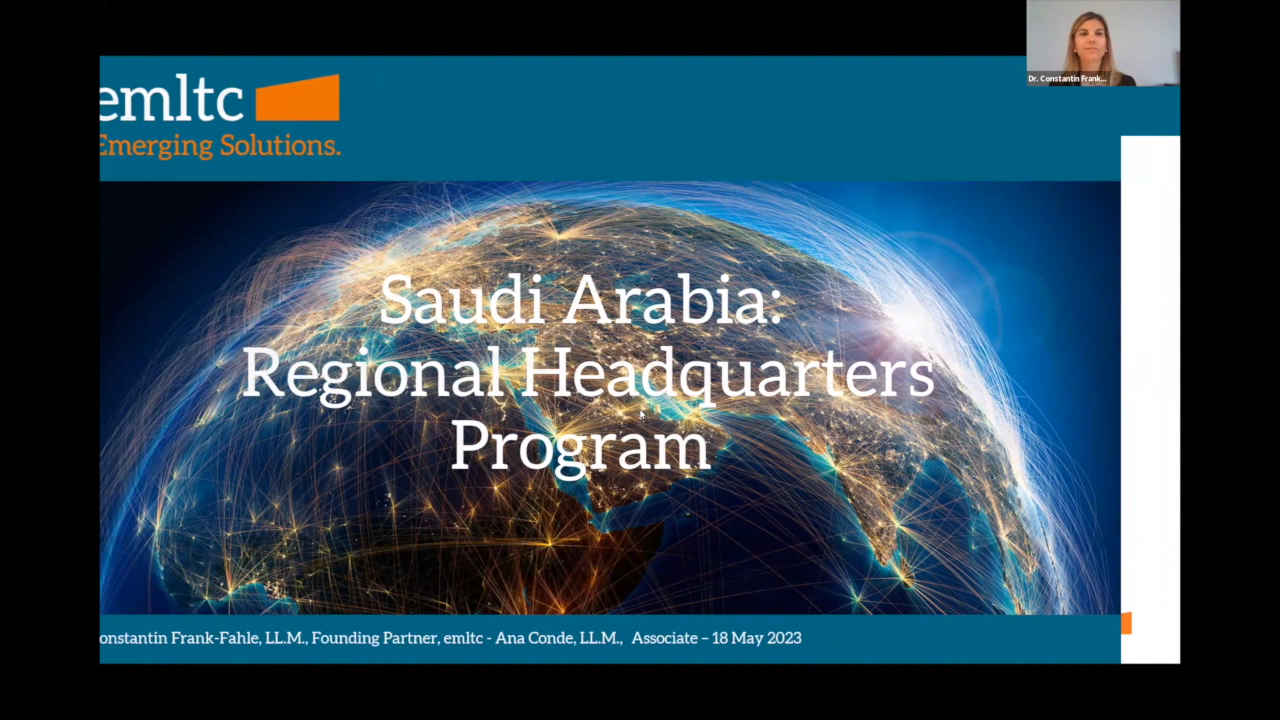 emltc
Emerging Solutions.
Dr. Constantin Frank...
Saudi Arabia:
Regional Headquarters
Program
onstantin Frank-Fahle, LL.M., Founding Partner, emltc - Ana Conde, LL.M., Associate – 18 May 2023